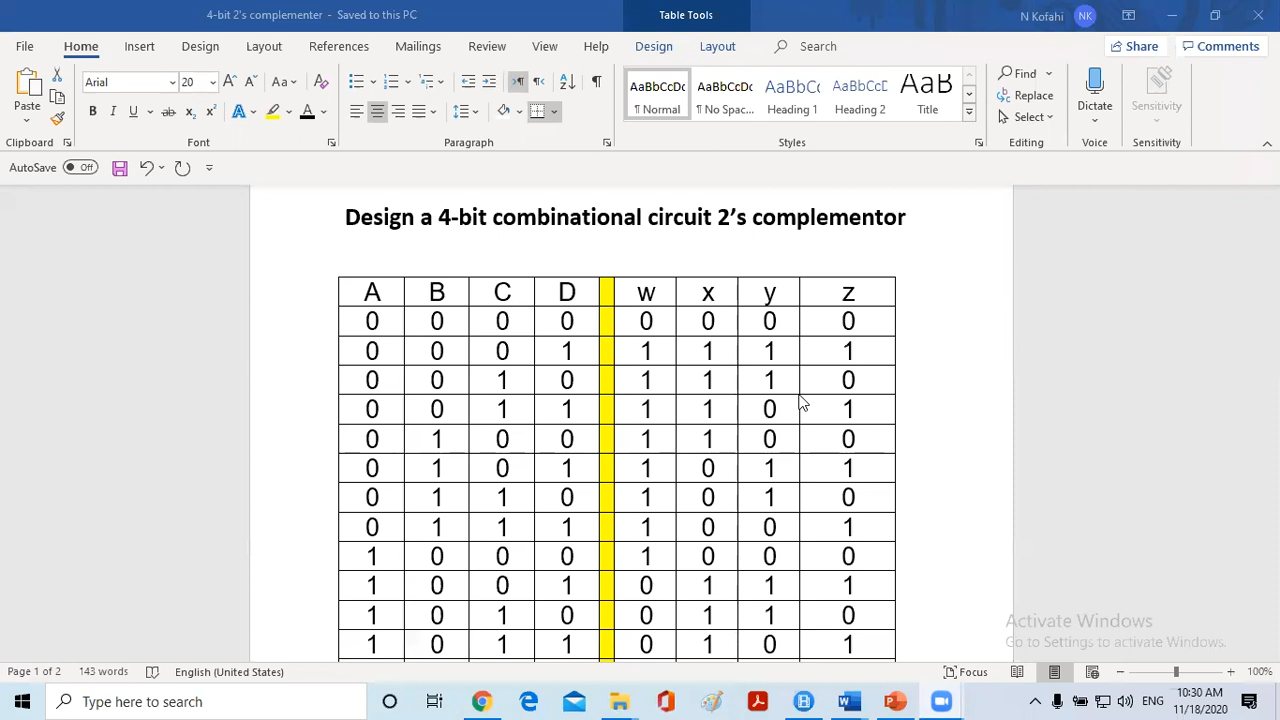 4-bit 2's complementer - Saved to this PC
Table Tools
N Kofahi NK
File Home Insert Design Layout References Mailings Review View Help Design Layout Search Share Comments
Paste
Clipboard
Arial 20 Aa
B I U ab x₂ x² A A
Font
Paragraph
AaBbCcDc AaBbCcDc AaBbCc AaBbCcD AaB
¶ Normal ¶ No Spac... Heading 1 Heading 2 Title
Styles
Find
Replace
Select
Editing
Dictate
Voice
Sensitivity
Sensitivity
AutoSave Off
Design a 4-bit combinational circuit 2’s complementor
A B C D w x y z
0 0 0 0 0 0 0 0
0 0 0 1 1 1 1 1
0 0 1 0 1 1 1 0
0 0 1 1 1 1 0 1
0 1 0 0 1 1 0 0
0 1 0 1 1 0 1 1
0 1 1 0 1 0 1 0
0 1 1 1 1 0 0 1
1 0 0 0 1 0 0 0
1 0 0 1 0 1 1 1
1 0 1 0 0 1 1 0
1 0 1 1 0 1 0 1
Activate Windows
Go to Settings to activate Windows.
Page 1 of 2 143 words English (United States) Focus 100%
Type here to search
ENG
10:30 AM
11/18/2020